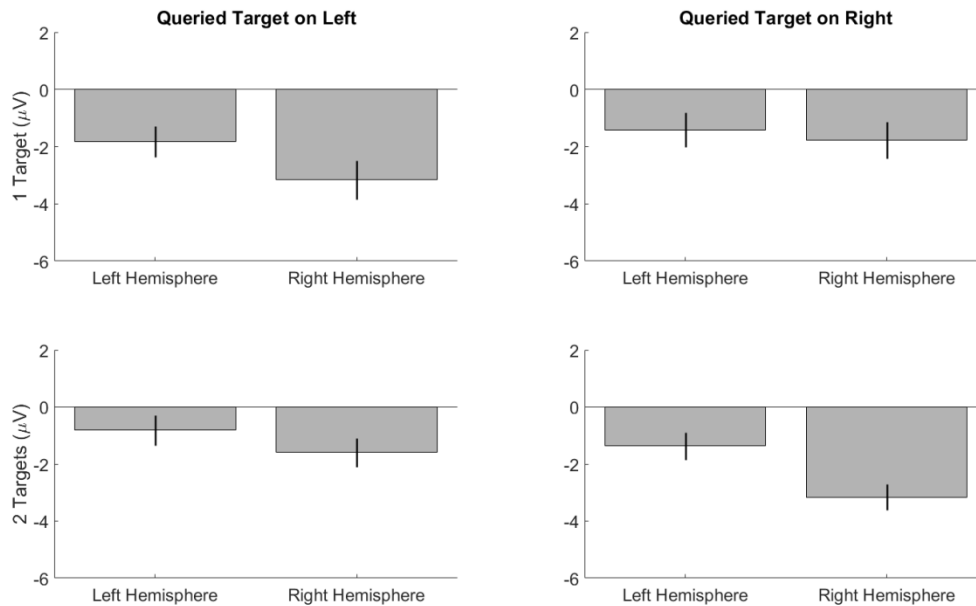 Queried Target on Left
Queried Target on Right
1 Target (μV)
2
0
-2
-4
-6
Left Hemisphere Right Hemisphere
2
0
-2
-4
-6
Left Hemisphere Right Hemisphere
2 Targets (μV)
2
0
-2
-4
-6
Left Hemisphere Right Hemisphere
2
0
-2
-4
-6
Left Hemisphere Right Hemisphere